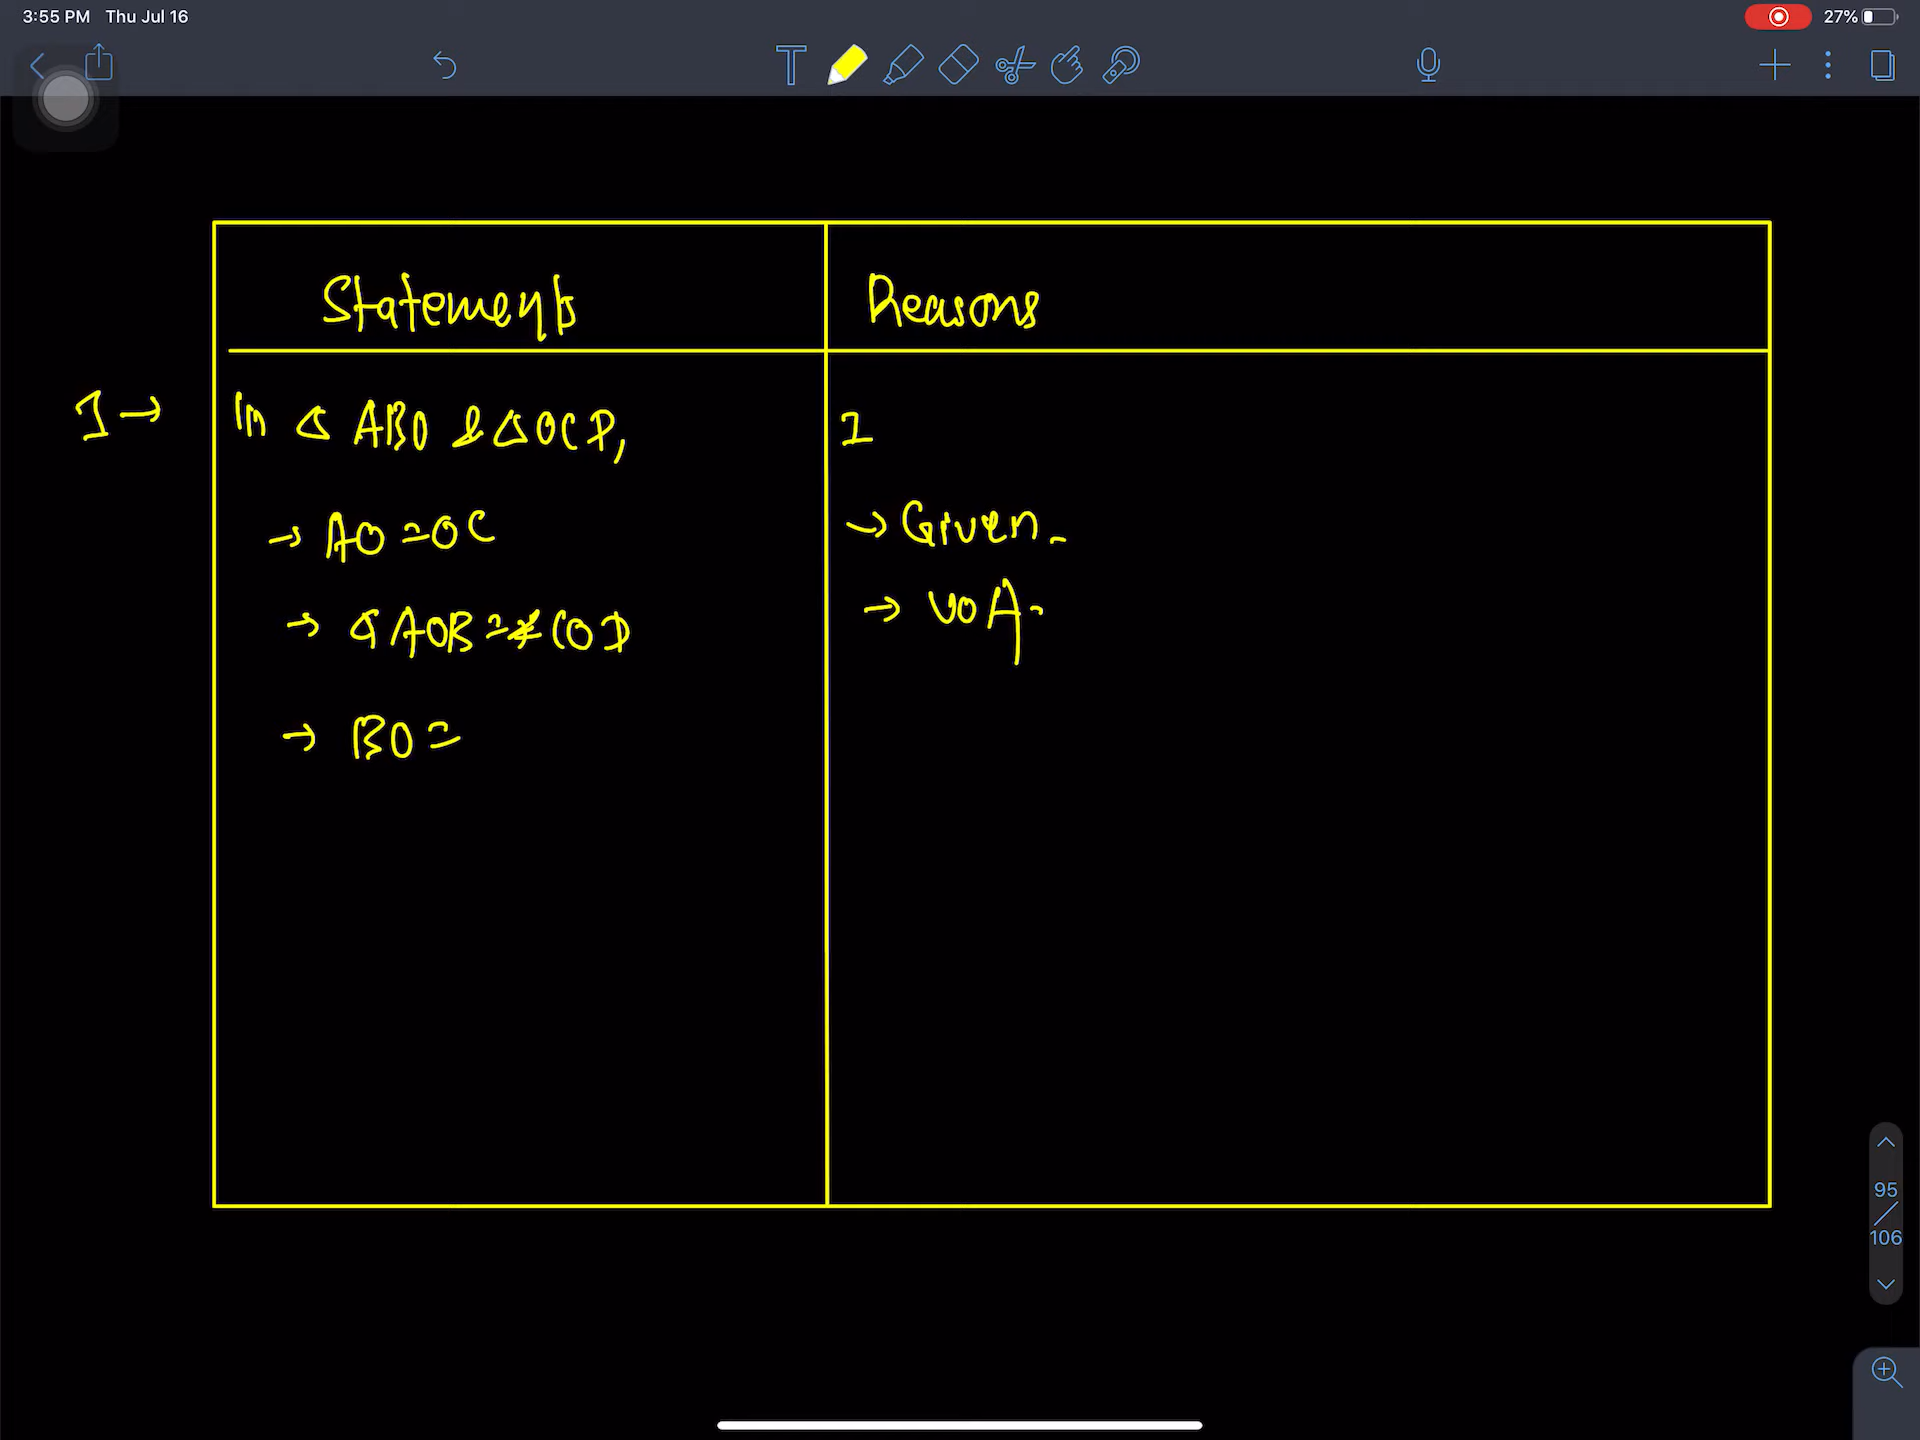 3:55 PM Thu Jul 16
27%
Statements
Reasons
1→
In △ ABO & △ OCD,
1
→ AO = OC
→ Given.
→ ∢ AOB = ∢ COD
→ VOA.
→ BO =
95
106